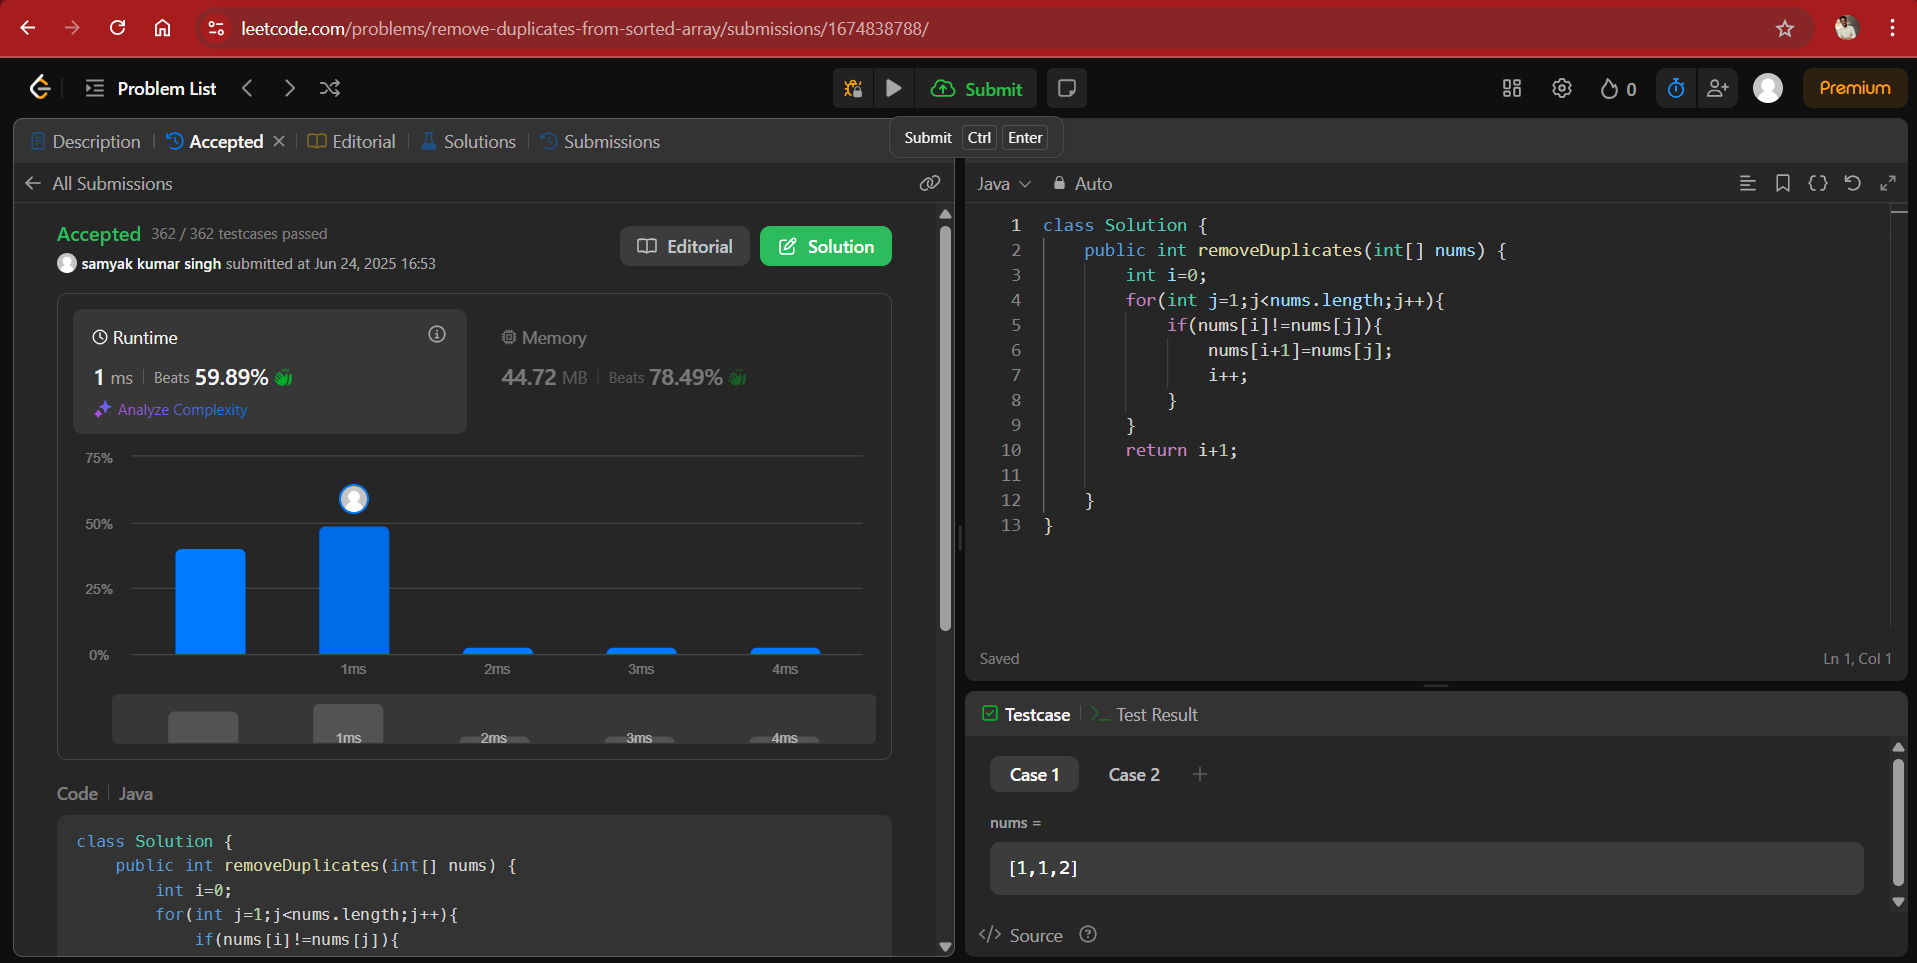 leetcode.com/problems/remove-duplicates-from-sorted-array/submissions/1674838788/
Problem List
Submit
0
Premium
Description
Accepted
Editorial
Solutions
Submissions
Submit Ctrl Enter
All Submissions
Accepted 362 / 362 testcases passed
samyak kumar singh submitted at Jun 24, 2025 16:53
Editorial
Solution
Runtime
1 ms Beats 59.89%
Analyze Complexity
Memory
44.72 MB Beats 78.49%
75%
50%
25%
0%
1ms 2ms 3ms 4ms
1ms 2ms 3ms 4ms
Code Java
class Solution {
public int removeDuplicates(int[] nums) {
int i=0;
for(int j=1;j<nums.length;j++){
if(nums[i]!=nums[j]){
Java Auto
1 class Solution {
2 public int removeDuplicates(int[] nums) {
3 int i=0;
4 for(int j=1;j<nums.length;j++){
5 if(nums[i]!=nums[j]){
6 nums[i+1]=nums[j];
7 i++;
8 }
9 }
10 return i+1;
11
12 }
13 }
Saved
Ln 1, Col 1
Testcase
Test Result
Case 1
Case 2
nums =
[1,1,2]
Source